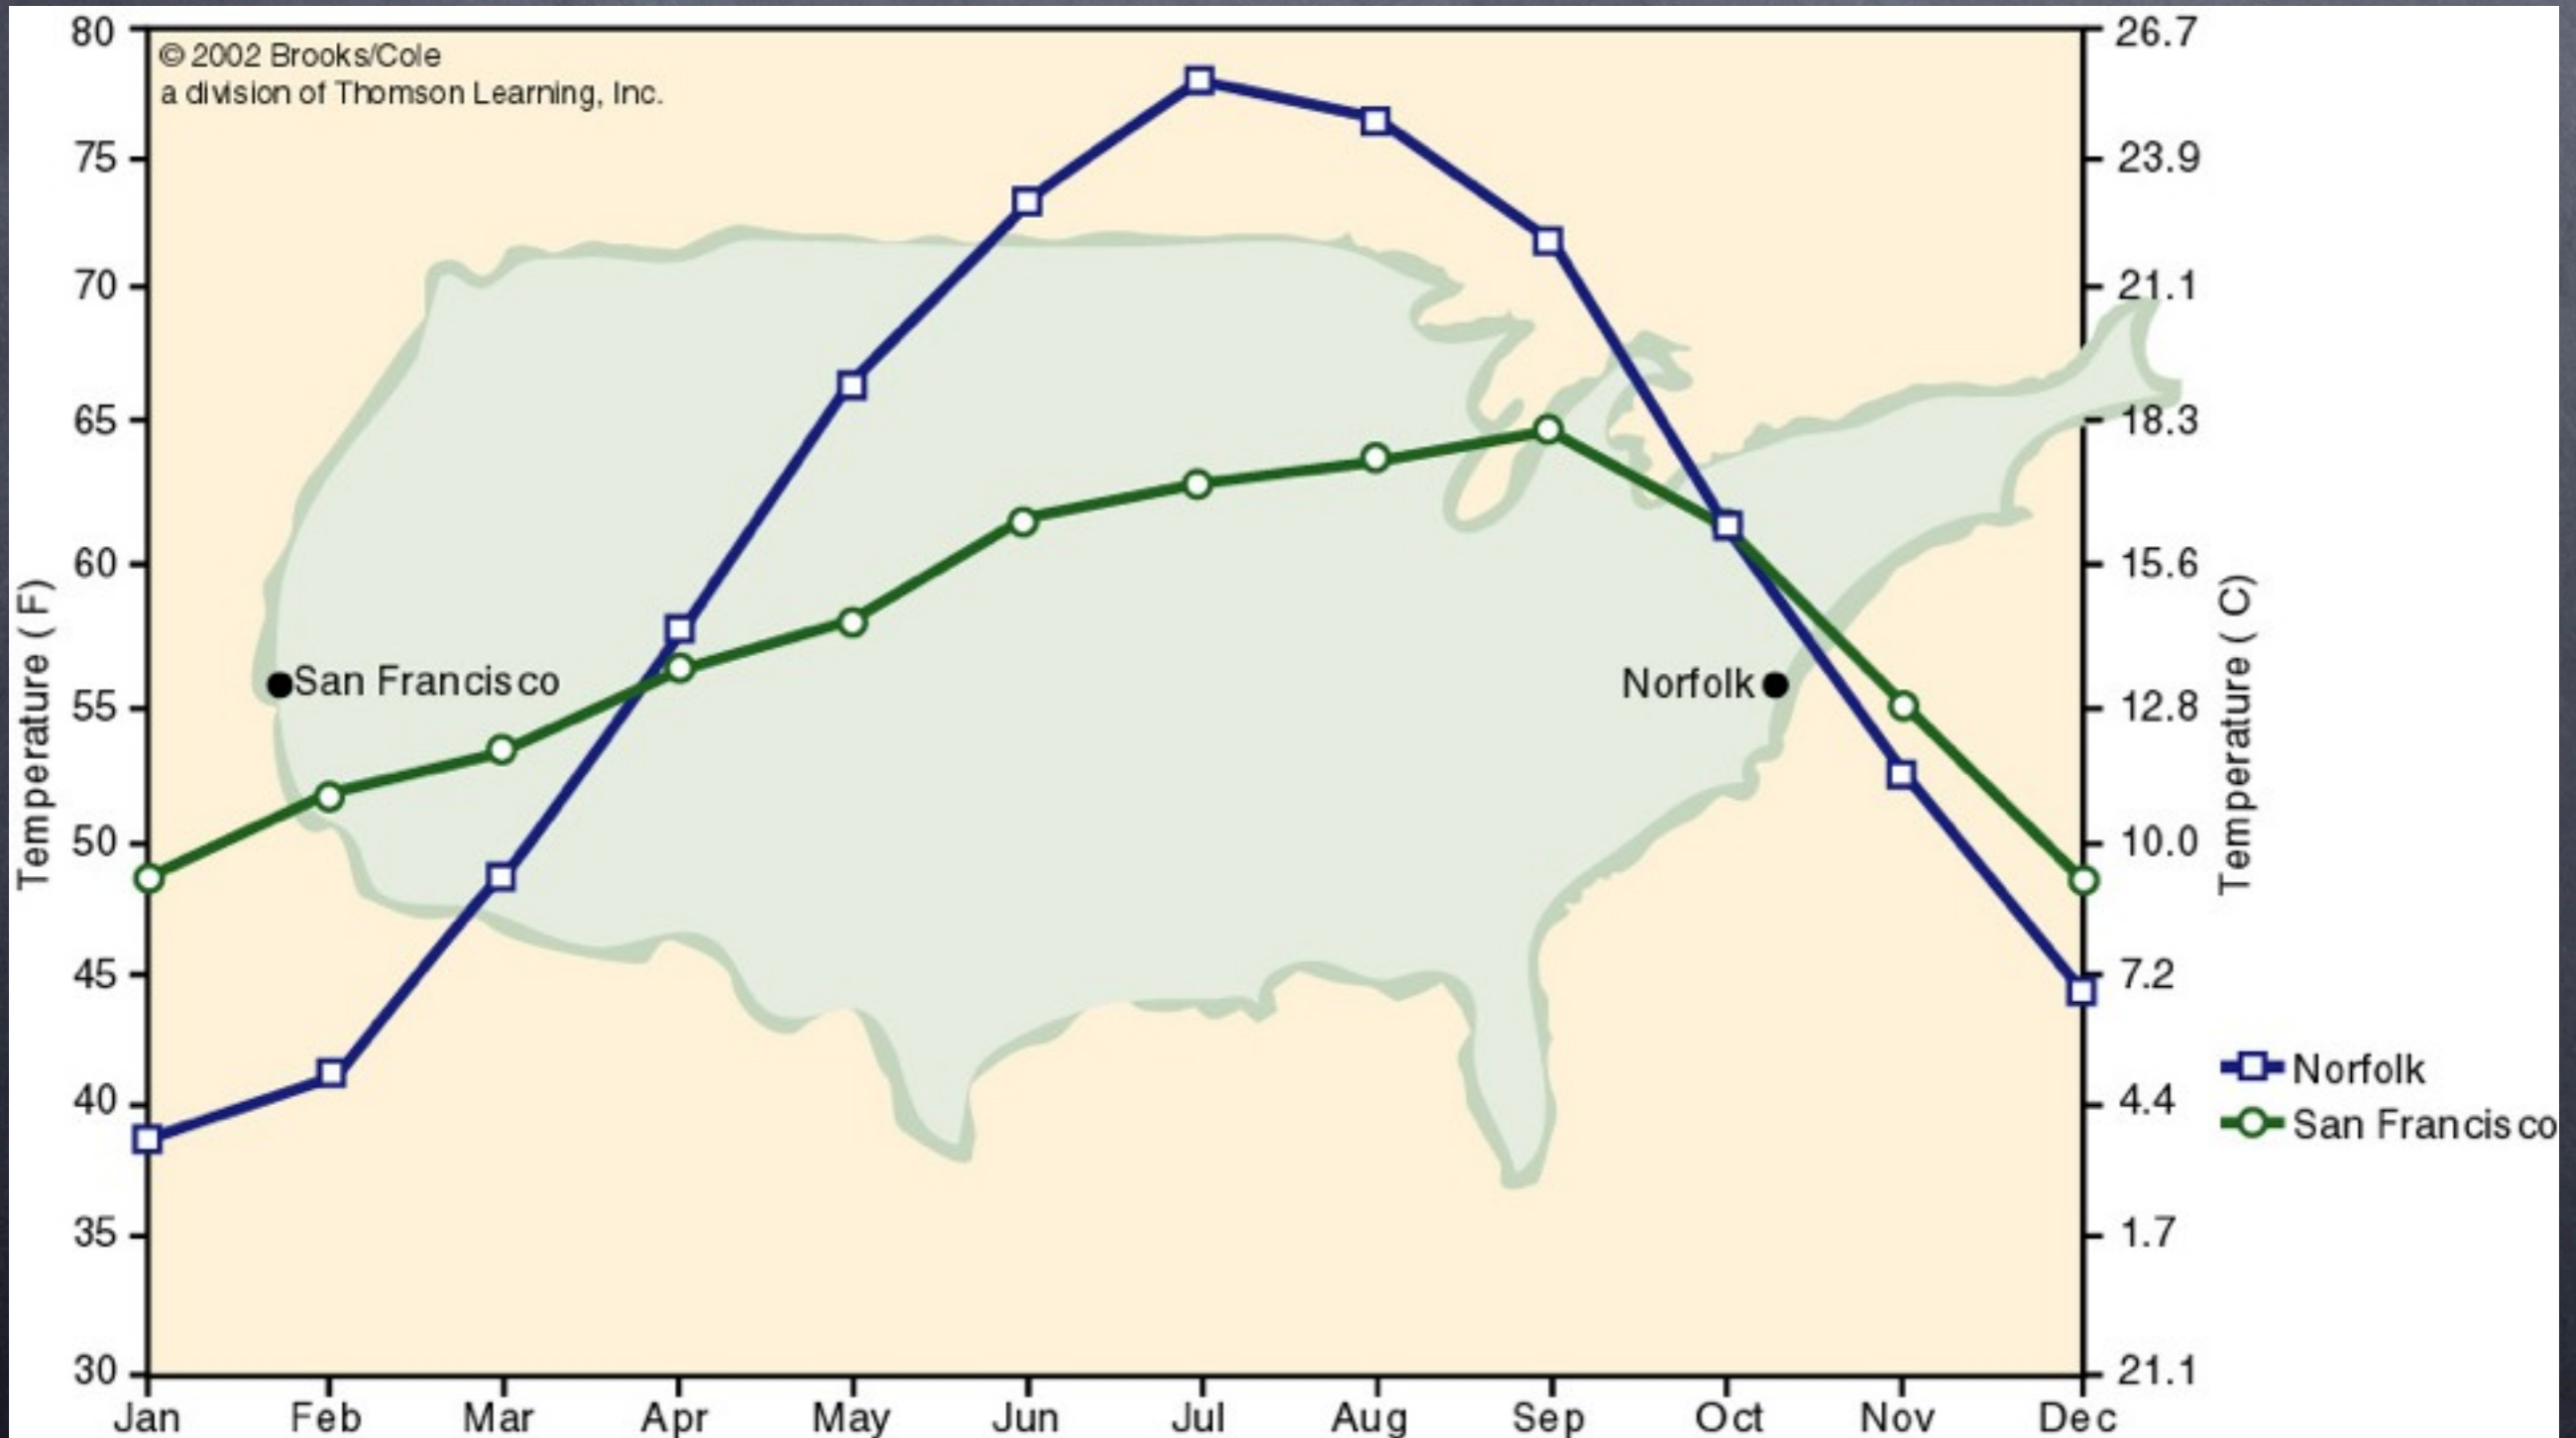 © 2002 Brooks/Cole
a division of Thomson Learning, Inc.
80
75
70
65
60
55
50
45
40
35
30
Temperature ( F)
26.7
23.9
21.1
18.3
15.6
12.8
10.0
7.2
4.4
1.7
21.1
Temperature ( C)
San Francisco
Norfolk
Norfolk
San Francisco
Jan Feb Mar Apr May Jun Jul Aug Sep Oct Nov Dec